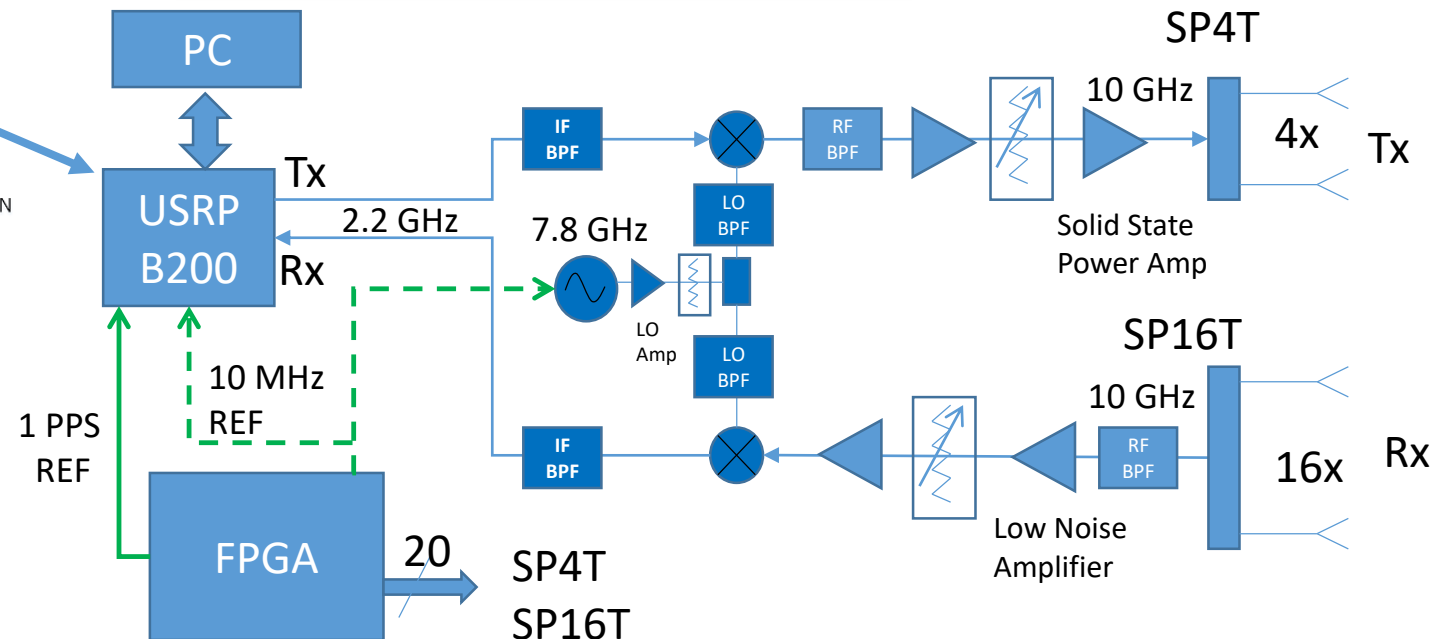 SP4T
PC
10 GHz
IF
BPF
RF
BPF
4x
Tx
Tx
N
USRP
B200
2.2 GHz
LO
BPF
7.8 GHz
Solid State
Power Amp
Rx
LO
Amp
SP16T
LO
BPF
10 MHz
REF
10 GHz
1 PPS
REF
IF
BPF
RF
BPF
16x
Rx
FPGA
20
SP4T
SP16T
Low Noise
Amplifier